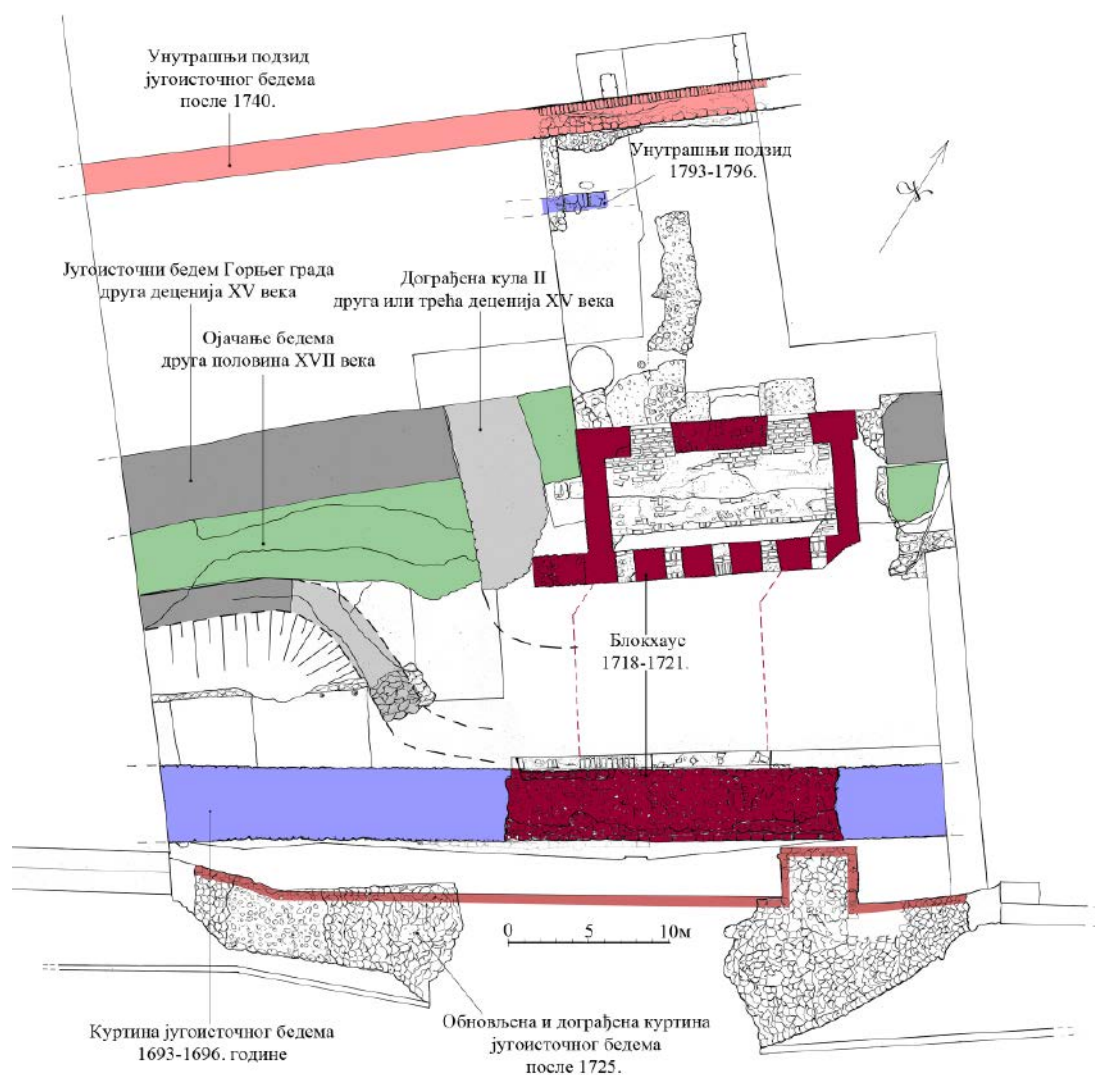 Унутрашњи подзид
југоисточног бедема
после 1740.
Унутрашњи подзид
1793-1796.
Југоисточни бедем Горњег града
друга деценија XV века
Дограђена кула II
друга или трећа деценија XV века
Ојачање бедема
друга половина XVII века
Блокхаус
1718-1721.
0 5 10м
Куртина југоисточног бедема
1693-1696. године
Обновљена и дограђена куртина
југоисточног бедема
после 1725.